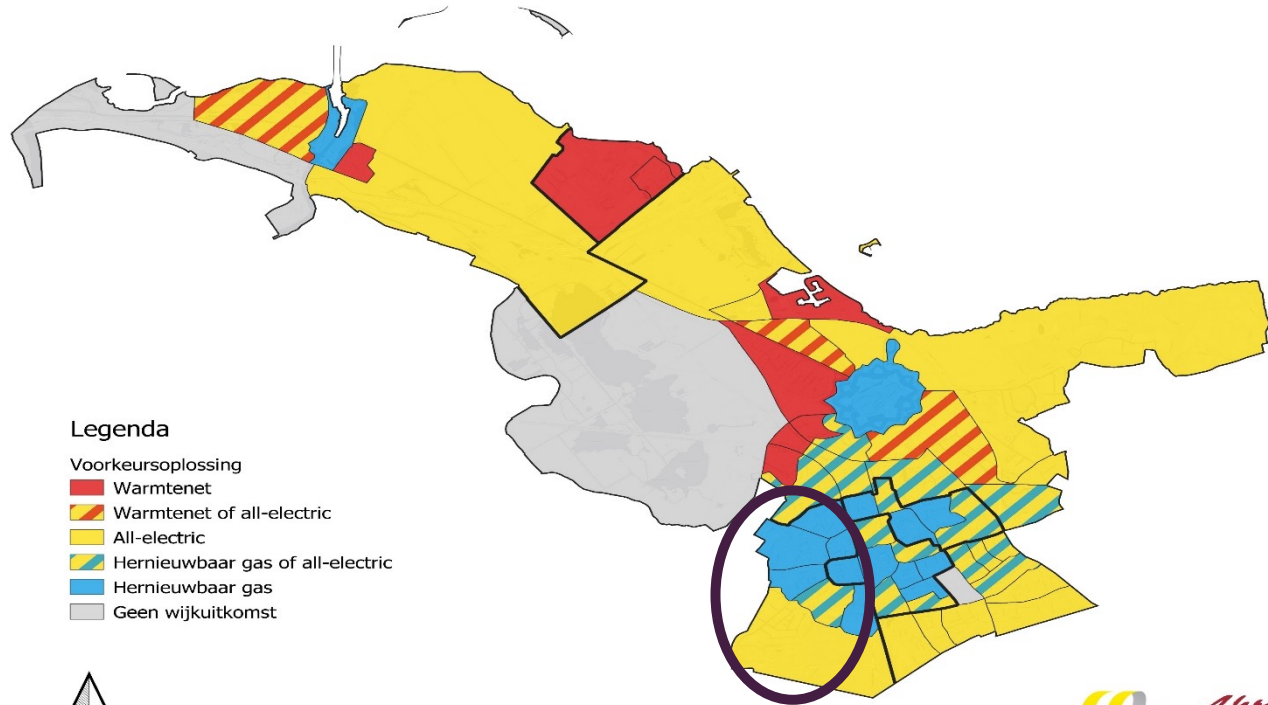 Legenda
Voorkeursoplossing
Warmtenet
Warmtenet of all-electric
All-electric
Hernieuwbaar gas of all-electric
Hernieuwbaar gas
Geen wijkuitkomst